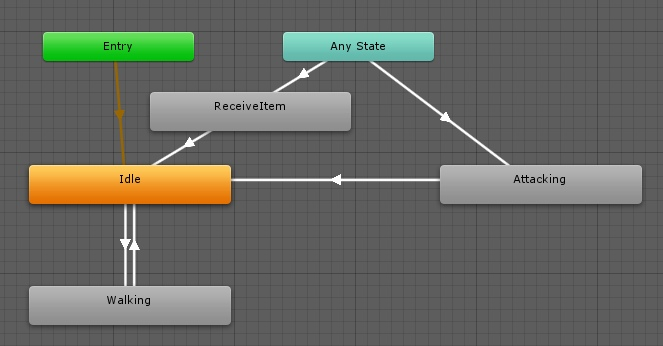 Entry
Any State
ReceiveItem
Idle
Attacking
Walking